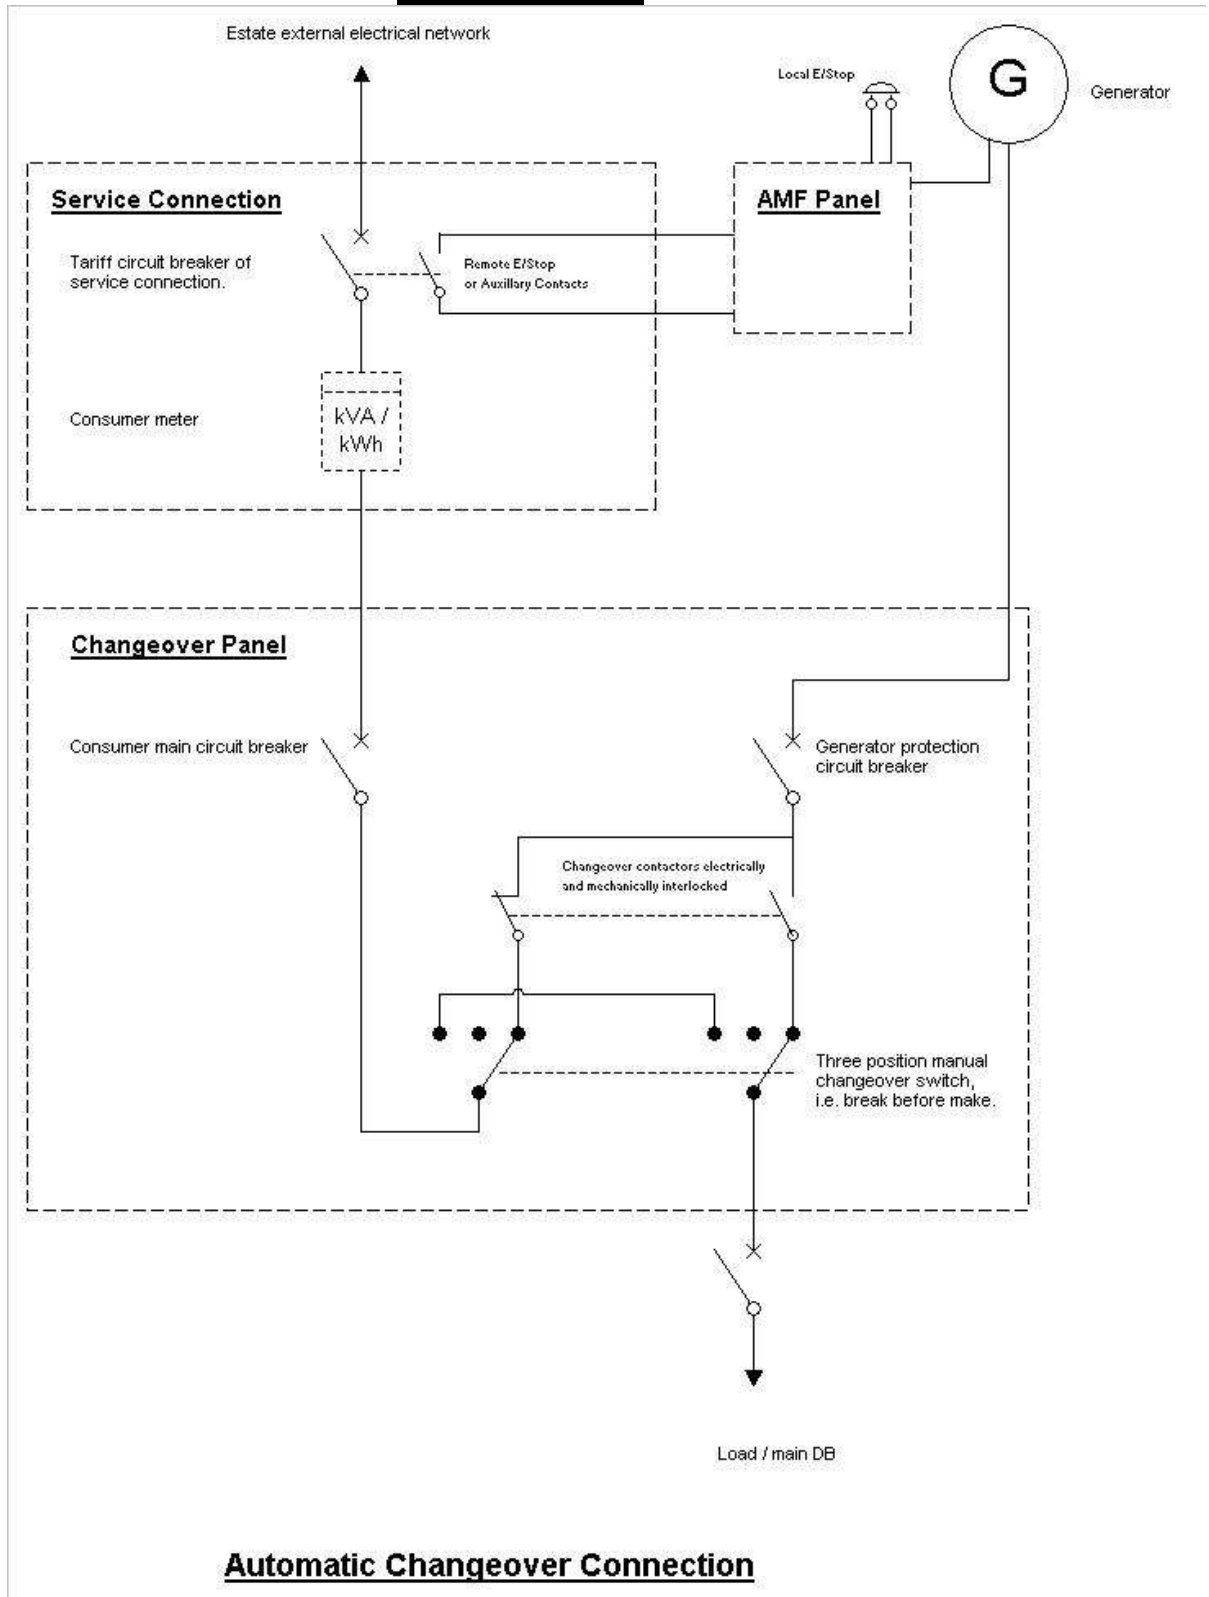 Estate external electrical network
Local E/Stop
G
Generator
Service Connection
AMF Panel
Tariff circuit breaker of
service connection.
Remote E/Stop
or Auxillary Contacts
Consumer meter
kVA /
kWh
Changeover Panel
Consumer main circuit breaker
Generator protection
circuit breaker
Changeover contactors electrically
and mechanically interlocked
Three position manual
changeover switch,
i.e. break before make.
Load / main DB
Automatic Changeover Connection